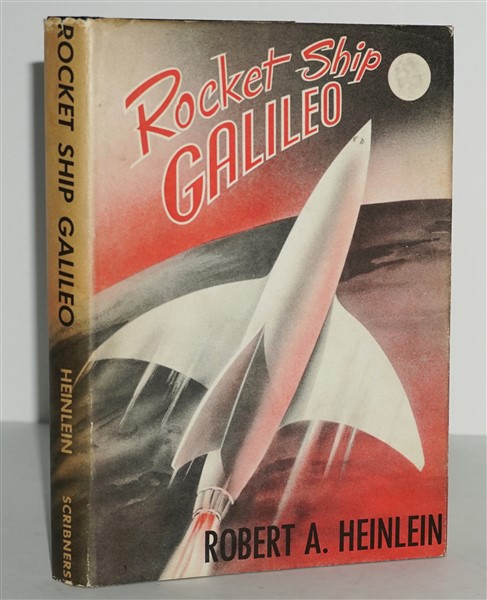 ROCKET SHIP GALILEO HEINLEIN SCRIBNERS
Rocket Ship
GALILEO
ROBERT A. HEINLEIN